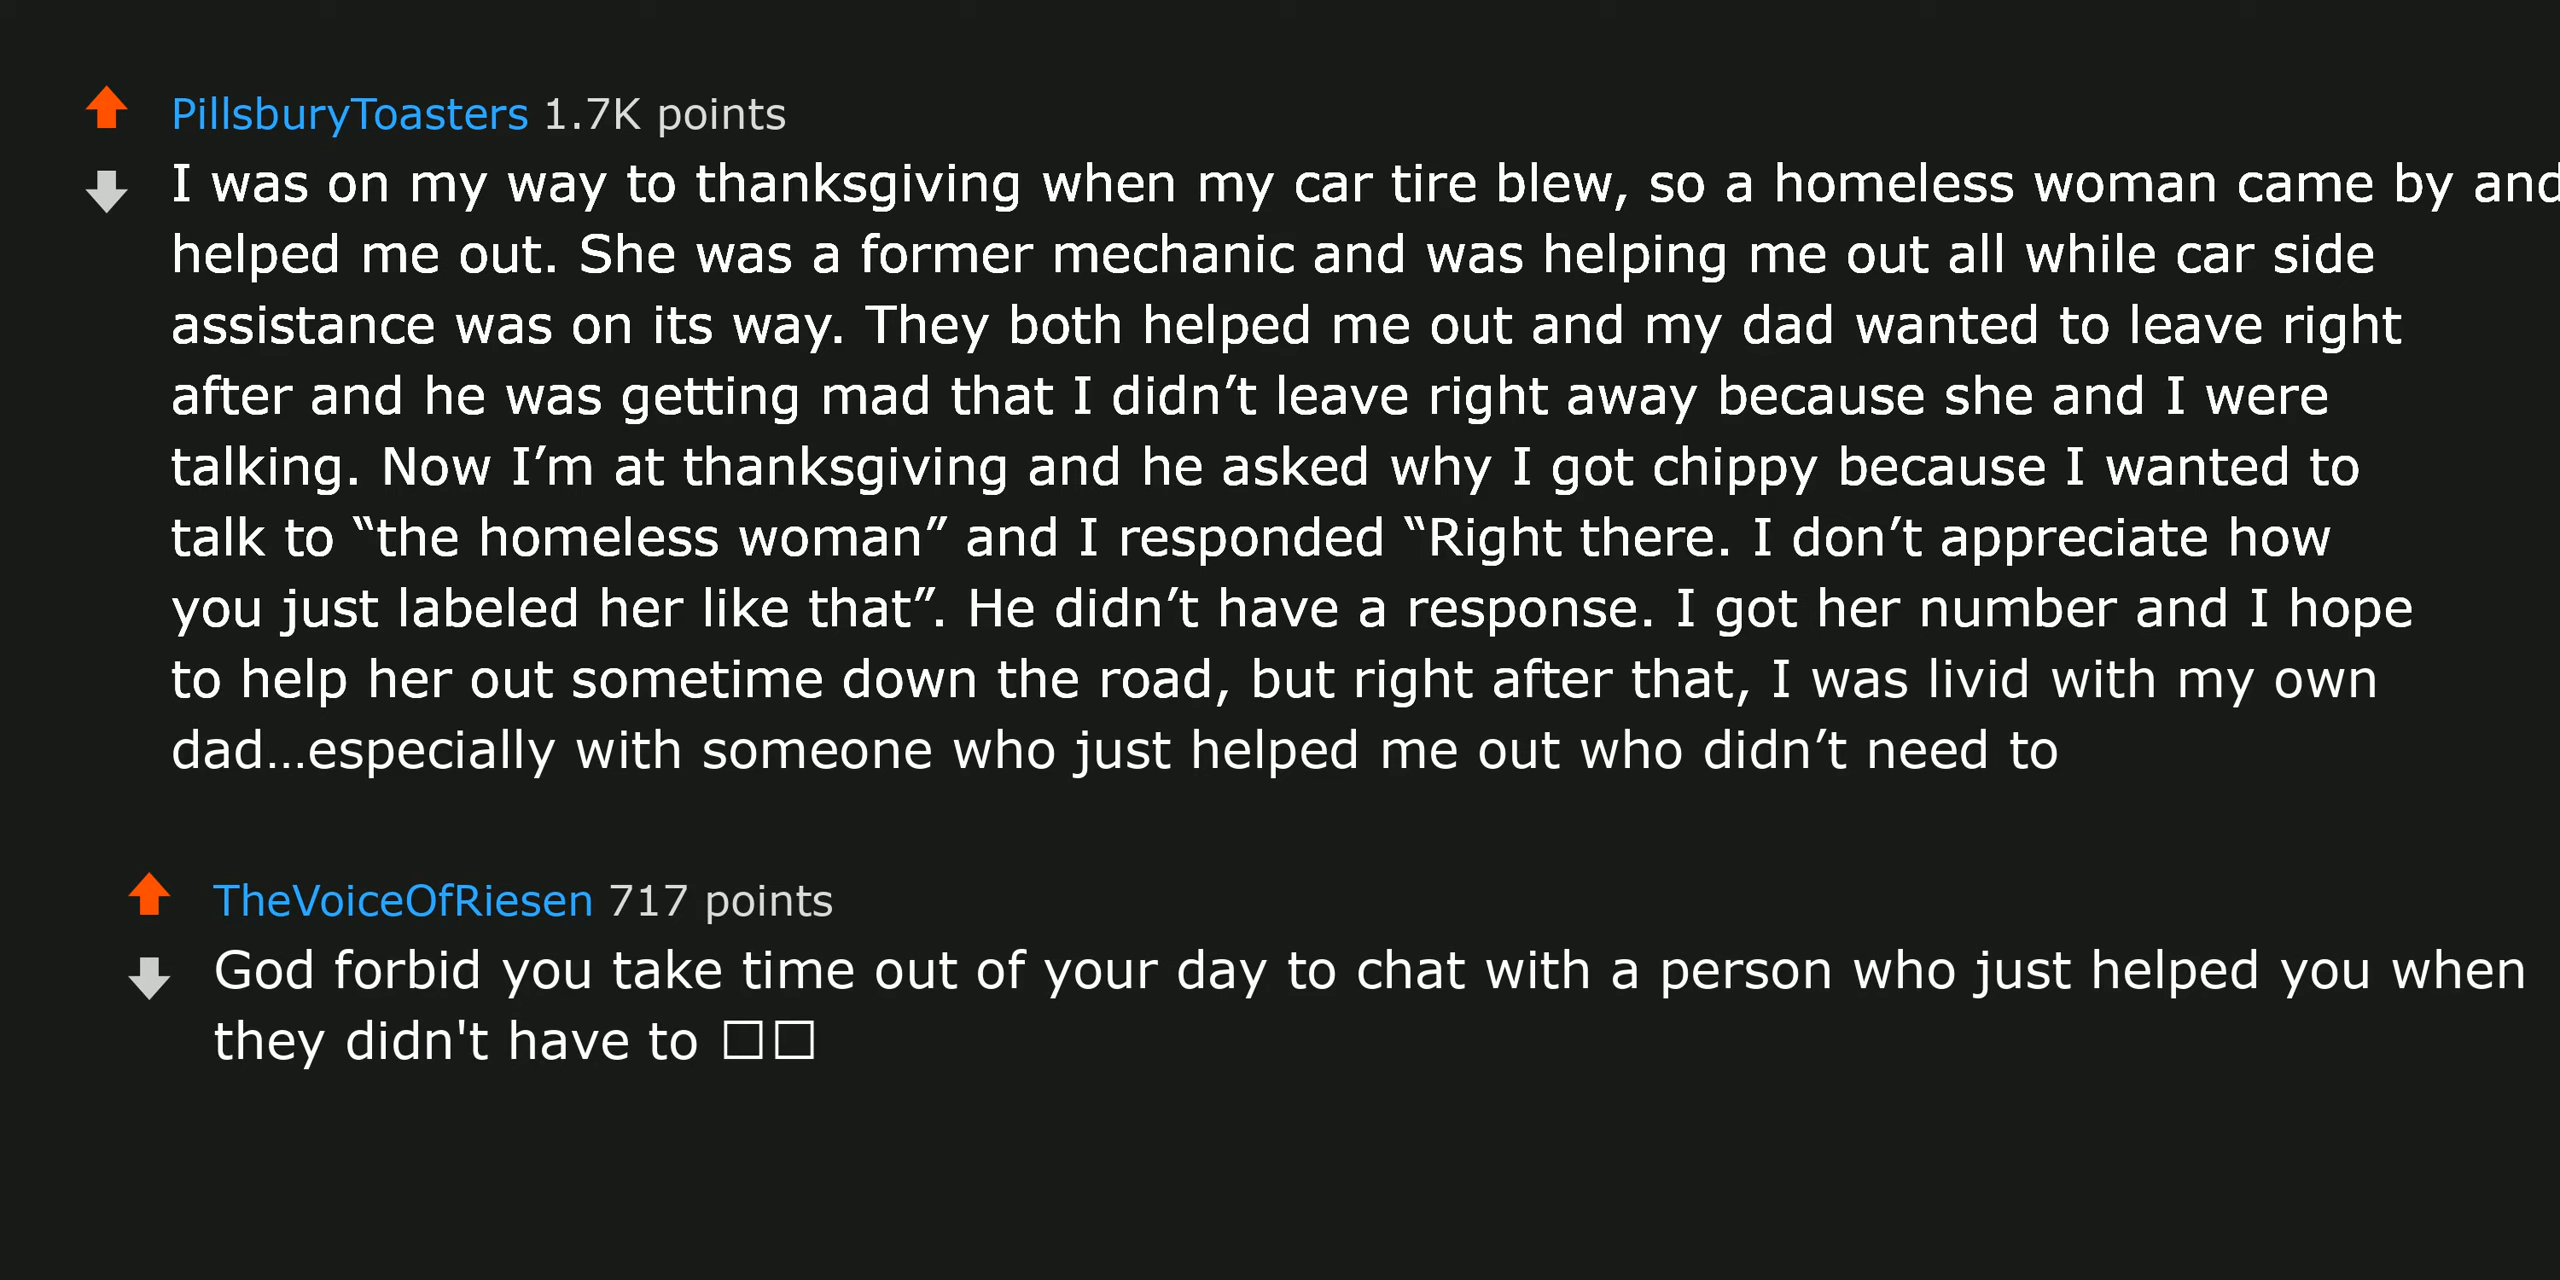 PillsburyToasters 1.7K points
I was on my way to thanksgiving when my car tire blew, so a homeless woman came by and
helped me out. She was a former mechanic and was helping me out all while car side
assistance was on its way. They both helped me out and my dad wanted to leave right
after and he was getting mad that I didn’t leave right away because she and I were
talking. Now I’m at thanksgiving and he asked why I got chippy because I wanted to
talk to “the homeless woman” and I responded “Right there. I don’t appreciate how
you just labeled her like that”. He didn’t have a response. I got her number and I hope
to help her out sometime down the road, but right after that, I was livid with my own
dad…especially with someone who just helped me out who didn’t need to
TheVoiceOfRiesen 717 points
God forbid you take time out of your day to chat with a person who just helped you when
they didn't have to □□